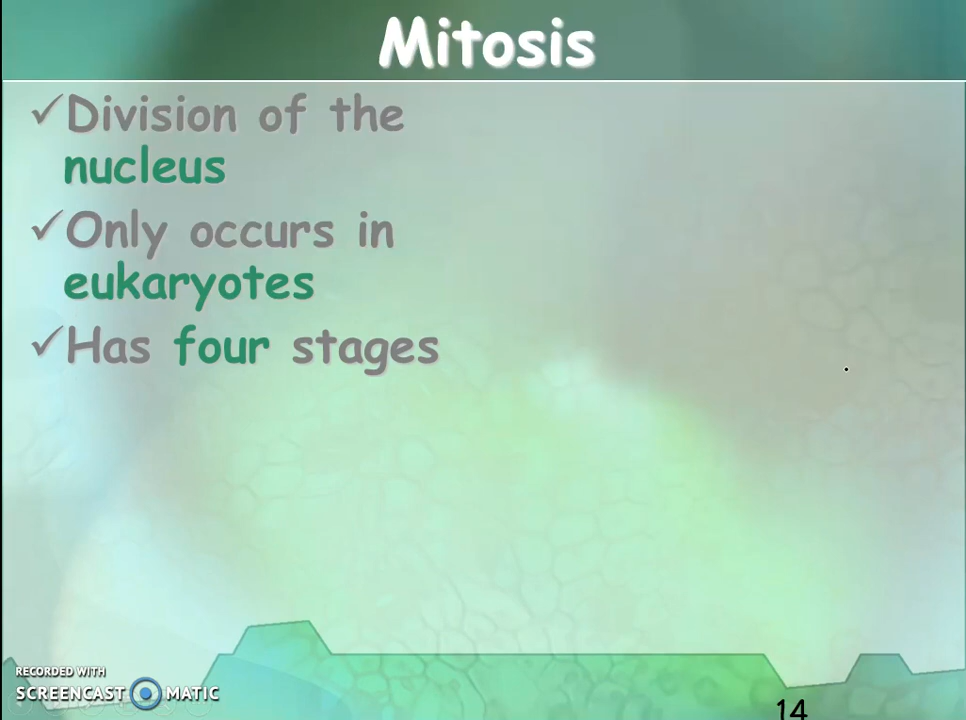 Mitosis
✓Division of the
nucleus
✓Only occurs in
eukaryotes
✓Has four stages
RECORDED WITH
SCREENCAST MATIC
14